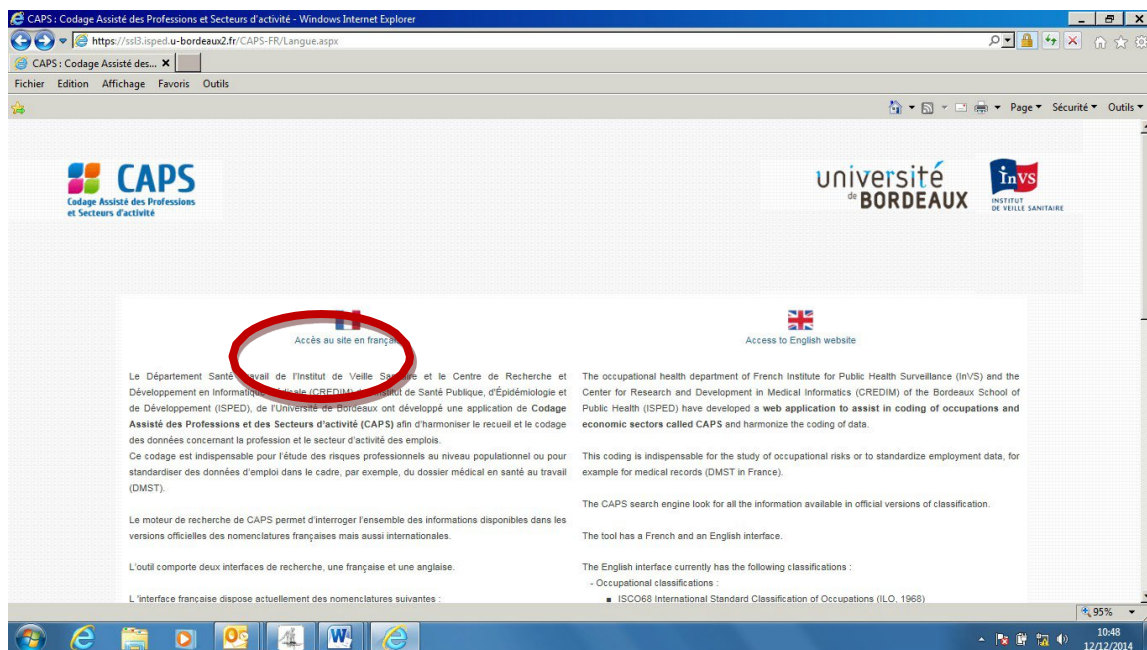 CAPS : Codage Assisté des Professions et Secteurs d'activité - Windows Internet Explorer
https://ssl3.isped.u-bordeaux2.fr/CAPS-FR/Langue.aspx
CAPS : Codage Assisté des...
Fichier Edition Affichage Favoris Outils
Page Sécurité Outils
CAPS
Codage Assisté des Professions
et Secteurs d'activité
université
de BORDEAUX
InVS
INSTITUT
DE VEILLE SANITAIRE
Accès au site en français
Le Département Santé Travail de l'Institut de Veille Sanitaire et le Centre de Recherche et
Développement en Informatique Médicale (CREDIM) de l'Institut de Santé Publique, d'Épidémiologie et
de Développement (ISPED), de l'Université de Bordeaux ont développé une application de Codage
Assisté des Professions et des Secteurs d'activité (CAPS) afin d'harmoniser le recueil et le codage
des données concernant la profession et le secteur d'activité des emplois.
Ce codage est indispensable pour l'étude des risques professionnels au niveau populationnel ou pour
standardiser des données d'emploi dans le cadre, par exemple, du dossier médical en santé au travail
(DMST).
Le moteur de recherche de CAPS permet d'interroger l'ensemble des informations disponibles dans les
versions officielles des nomenclatures françaises mais aussi internationales.
L'outil comporte deux interfaces de recherche, une française et une anglaise.
L 'interface française dispose actuellement des nomenclatures suivantes :
Access to English website
The occupational health department of French Institute for Public Health Surveillance (InVS) and the
Center for Research and Development in Medical Informatics (CREDIM) of the Bordeaux School of
Public Health (ISPED) have developed a web application to assist in coding of occupations and
economic sectors called CAPS and harmonize the coding of data.
This coding is indispensable for the study of occupational risks or to standardize employment data, for
example for medical records (DMST in France).
The CAPS search engine look for all the information available in official versions of classification.
The tool has a French and an English interface.
The English interface currently has the following classifications :
- Occupational classifications :
ISCO68 International Standard Classification of Occupations (ILO, 1968)
95%
10:48
12/12/2014